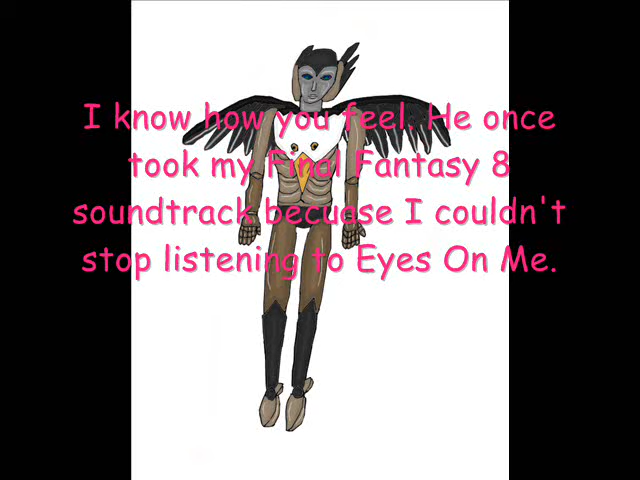 I know how you feel. He once
took my Final Fantasy 8
soundtrack becuase I couldn't
stop listening to Eyes On Me.